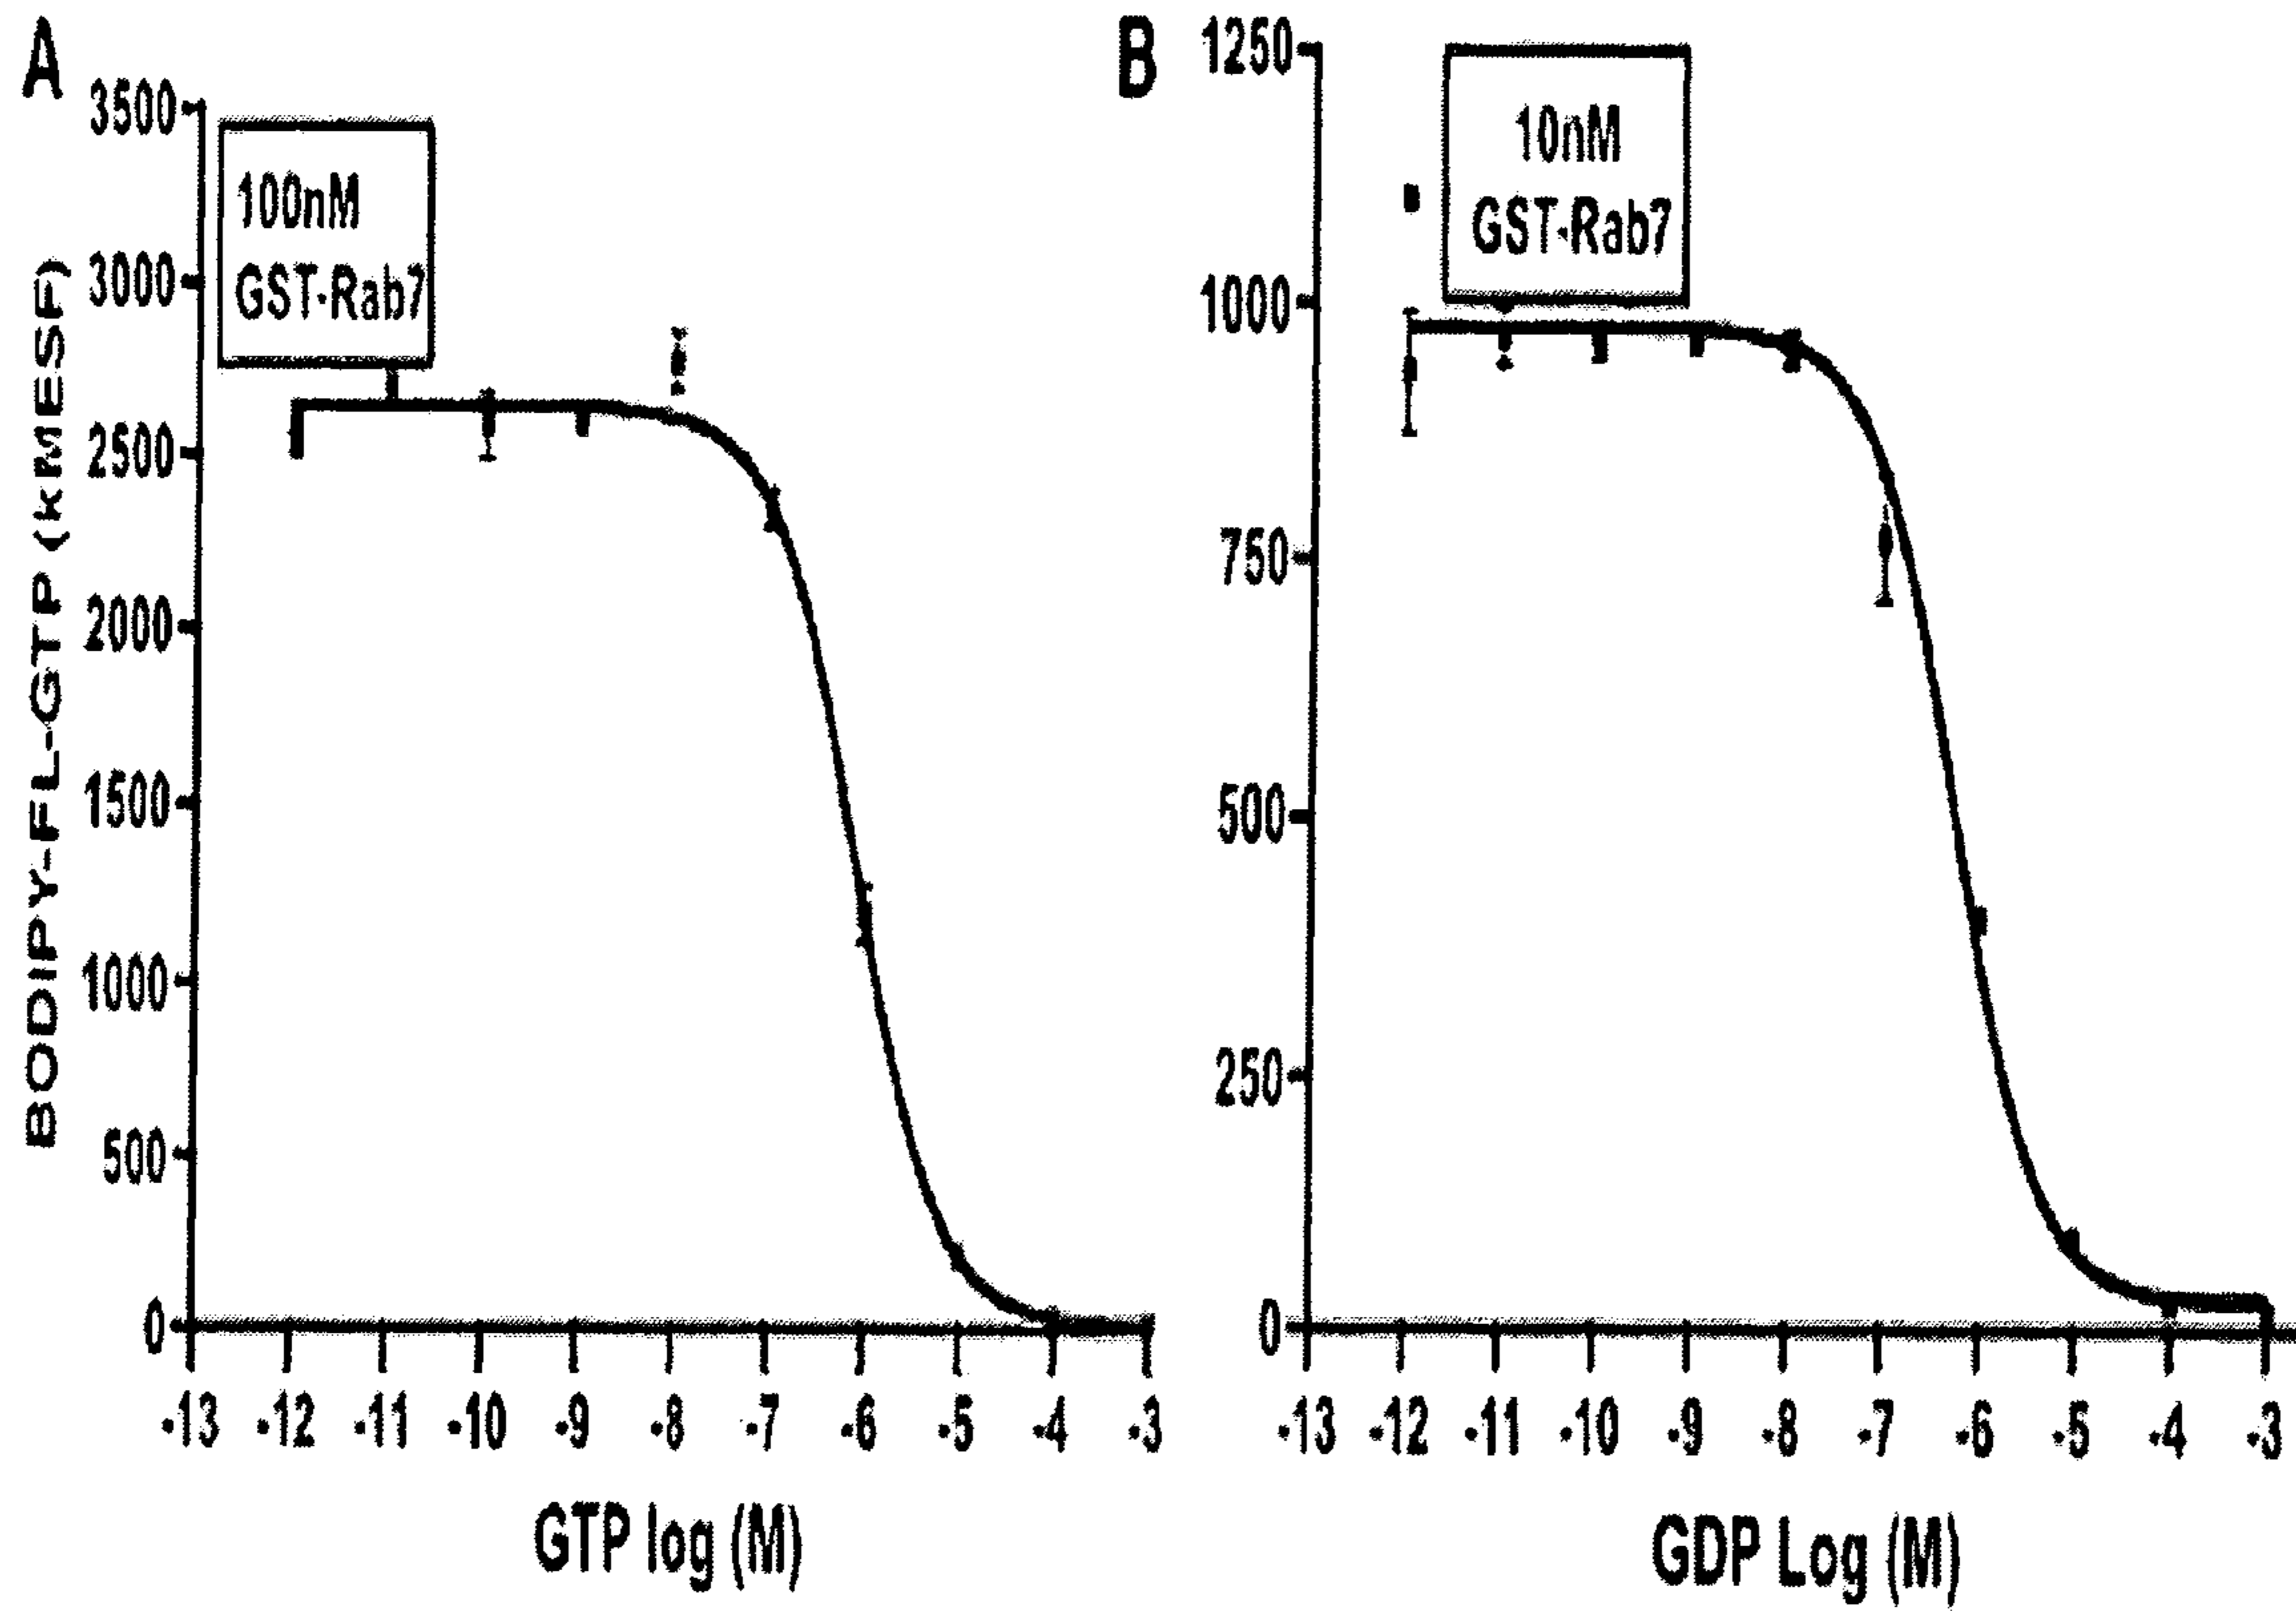 A
3500
3000
2500
2000
1500
1000
500
0
BODIPY-FL-GTP (kMESF)
100nM
GST-Rab7
-13 -12 -11 -10 -9 -8 -7 -6 -5 -4 -3
GTP log (M)
B
1250
1000
750
500
250
0
10nM
GST-Rab7
-13 -12 -11 -10 -9 -8 -7 -6 -5 -4 -3
GDP Log (M)